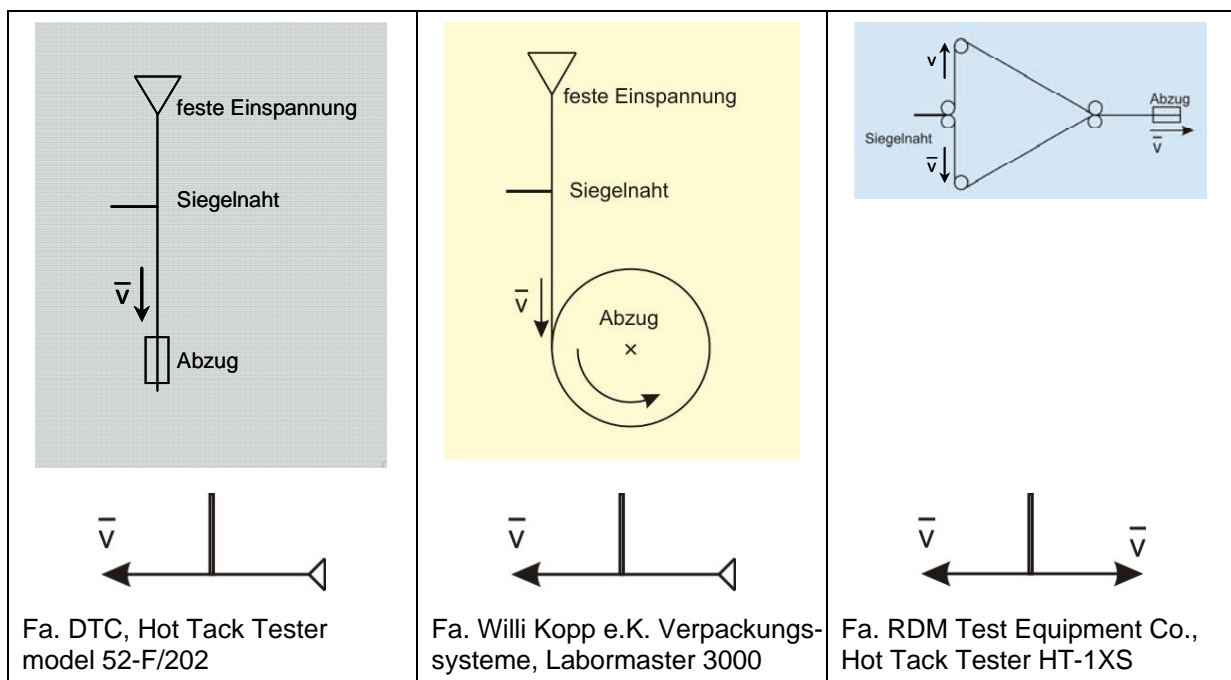 feste Einspannung
Siegelnaht
v̅
Abzug
v̅
Fa. DTC, Hot Tack Tester
model 52-F/202
feste Einspannung
Siegelnaht
v̅
Abzug
v̅
Fa. Willi Kopp e.K. Verpackungs-
systeme, Labormaster 3000
v
Abzug
Siegelnaht
v̅
v̅
v̅
v̅
Fa. RDM Test Equipment Co.,
Hot Tack Tester HT-1XS